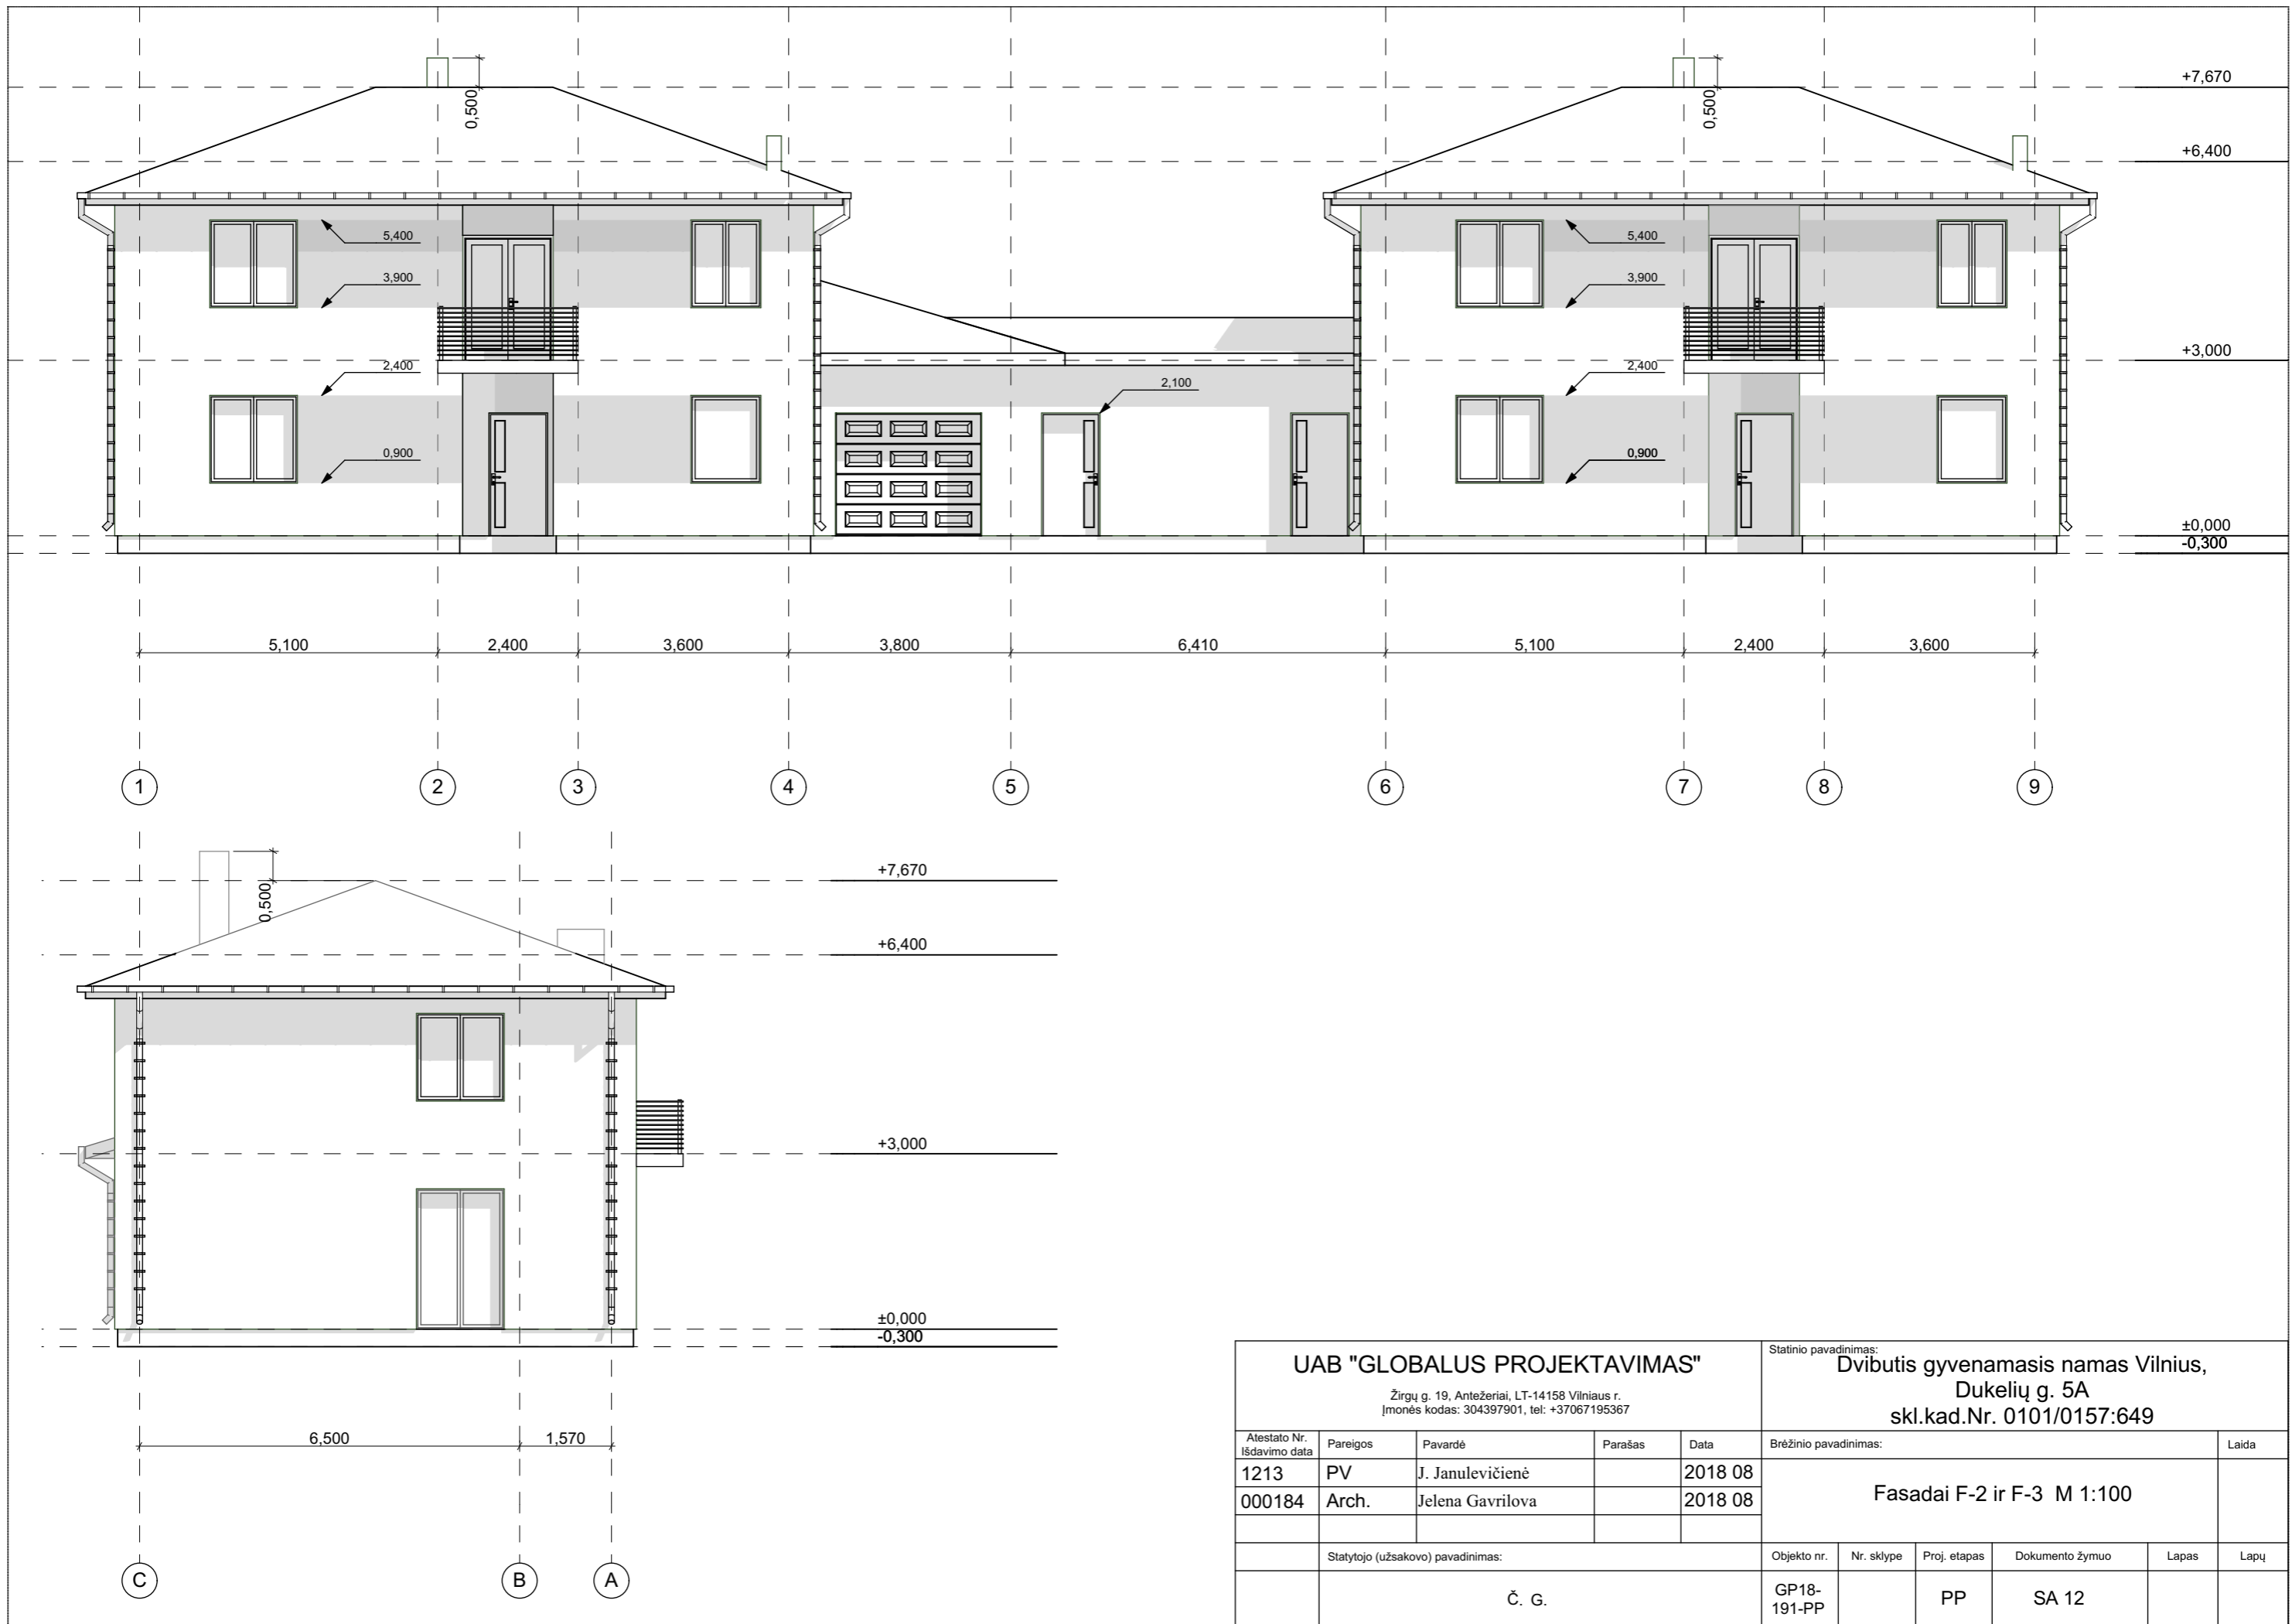 +7,670
0,500
0,500
+6,400
5,400
5,400
3,900
3,900
+3,000
2,400
2,400
2,100
0,900
0,900
±0,000
-0,300
5,100 2,400 3,600 3,800 6,410 5,100 2,400 3,600
1 2 3 4 5 6 7 8 9
+7,670
0,500
+6,400
+3,000
±0,000
-0,300
6,500 1,570
C B A
UAB "GLOBALUS PROJEKTAVIMAS"
Žirgų g. 19, Antežeriai, LT-14158 Vilniaus r.
Įmonės kodas: 304397901, tel: +37067195367
Statinio pavadinimas:
Dvibutis gyvenamasis namas Vilnius,
Dukelių g. 5A
skl.kad.Nr. 0101/0157:649
Atestato Nr.
Išdavimo data
Pareigos Pavardė Parašas Data
Brėžinio pavadinimas: Laida
1213 PV J. Janulevičienė 2018 08
000184 Arch. Jelena Gavrilova 2018 08
Fasadai F-2 ir F-3 M 1:100
Statytojo (užsakovo) pavadinimas:
Objekto nr. Nr. sklype Proj. etapas Dokumento žymuo Lapas Lapų
Č. G.
GP18-
191-PP
PP SA 12